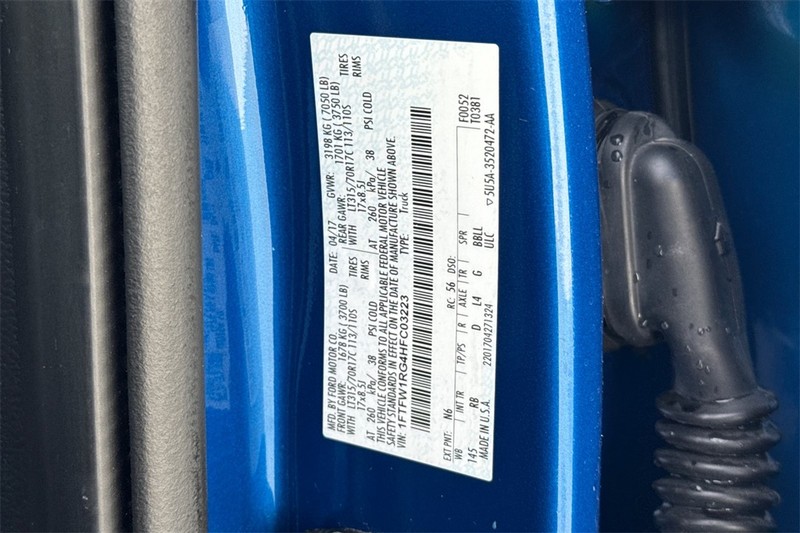 MFD. BY FORD MOTOR CO. DATE: 04/17 GVWR: 3198 KG ( 7050 LB)
FRONT GAWR: 1678 KG ( 3700 LB) REAR GAWR: 1701 KG ( 3750 LB)
WITH LT315/70R17C 113/110S TIRES WITH LT315/70R17C 113/110S TIRES
17x8.5J RIMS 17x8.5J RIMS
AT 260 kPa/ 38 PSI COLD AT 260 kPa/ 38 PSI COLD
THIS VEHICLE CONFORMS TO ALL APPLICABLE FEDERAL MOTOR VEHICLE
SAFETY STANDARDS IN EFFECT ON THE DATE OF MANUFACTURE SHOWN ABOVE.
VIN: 1FTFW1RG4HFC03223 TYPE: Truck
EXT PNT: N6 RC: 56 DSO: F0052
WB INT TR TP/PS R AXLE TR SPR T0381
145 RB D L4 G BBLL
ULC
MADE IN U.S.A. 2201704271324 ▽ 5U5A-3520472-AA